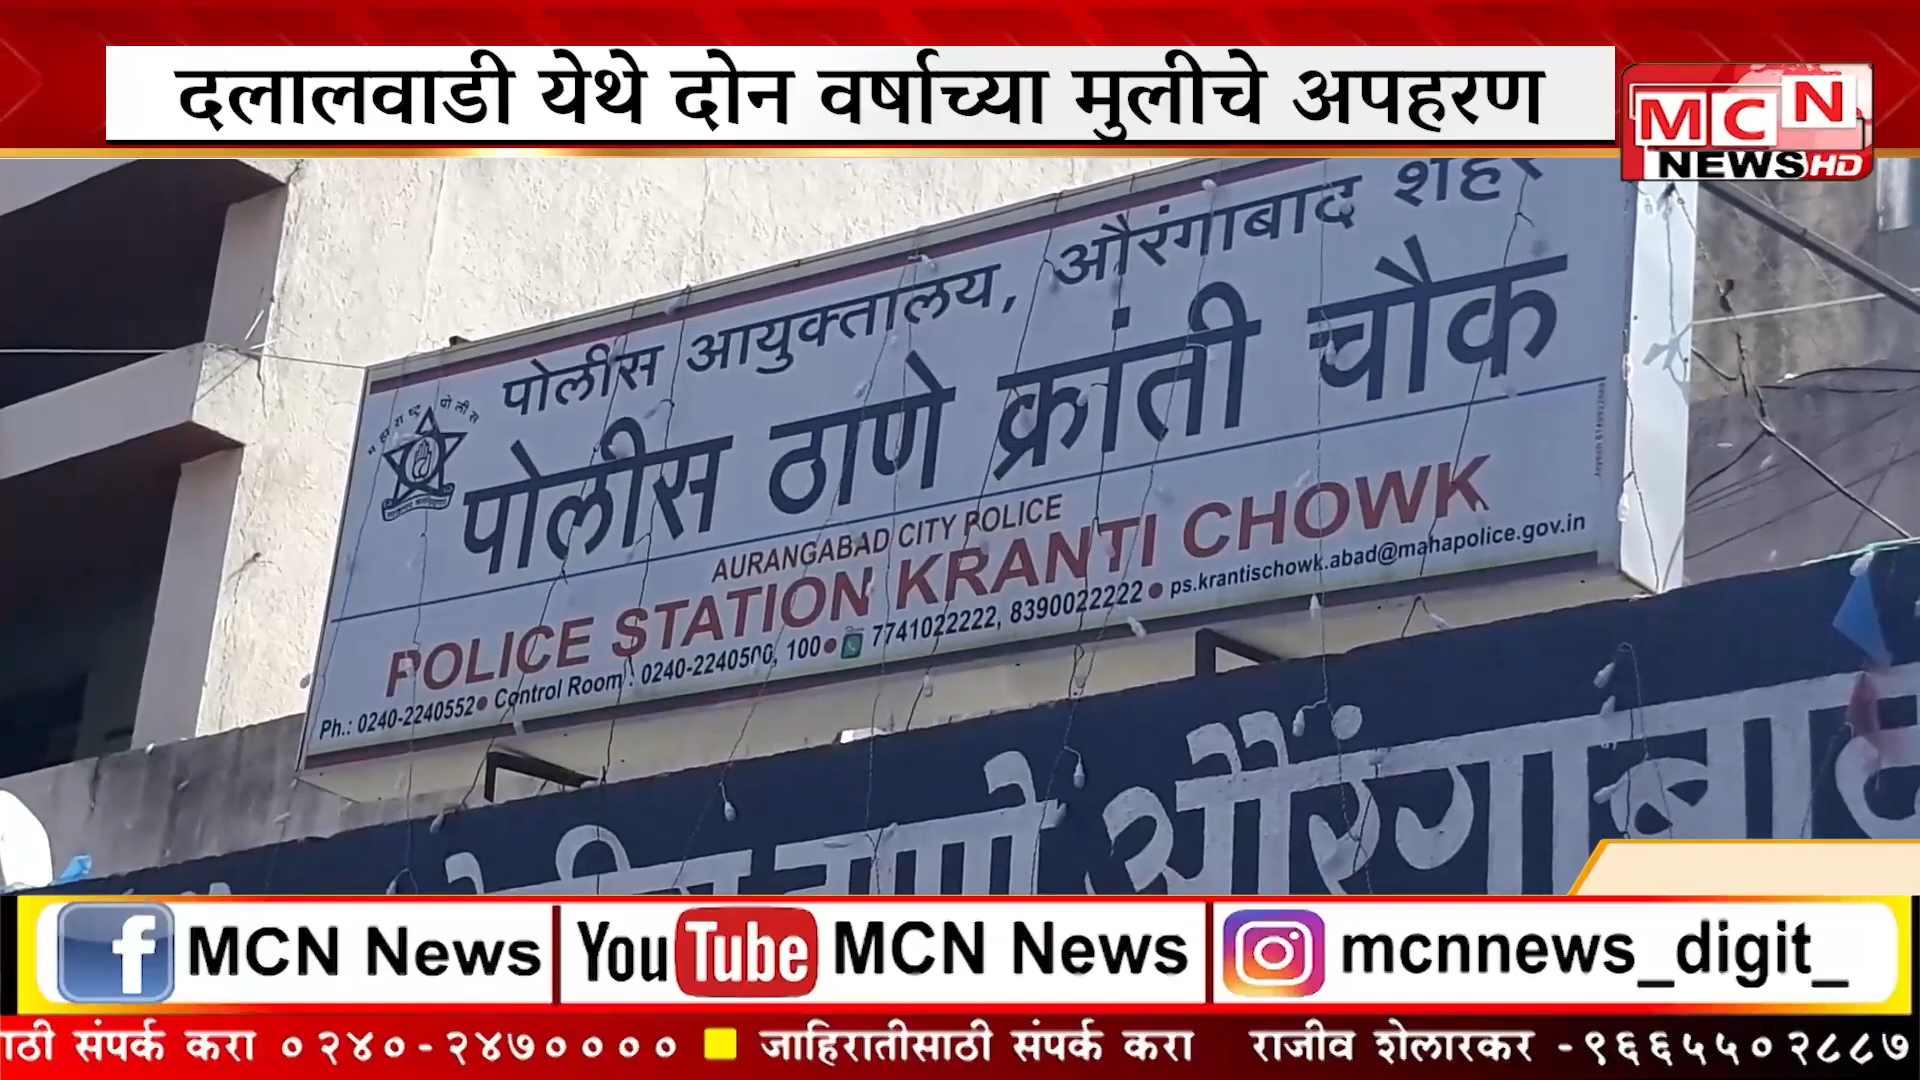 दलालवाडी येथे दोन वर्षाच्या मुलीचे अपहरण
MCN
NEWS HD
पोलीस आयुक्तालय, औरंगाबाद शहर
महाराष्ट्र पोलीस
पोलीस ठाणे क्रांती चौक
AURANGABAD CITY POLICE
POLICE STATION KRANTI CHOWK
Ph.: 0240-2240552 ● Control Room : 0240-2240500, 100 ● 7741022222, 8390022222 ● ps.krantischowk.abad@mahapolice.gov.in
पोलीस ठाणे औरंगाबाद
f MCN News
YouTube MCN News
mcnnews_digit_
ाठी संपर्क करा ०२४०-२४७०००० जाहिरातीसाठी संपर्क करा राजीव शेलारकर -९६६५५०२८८७